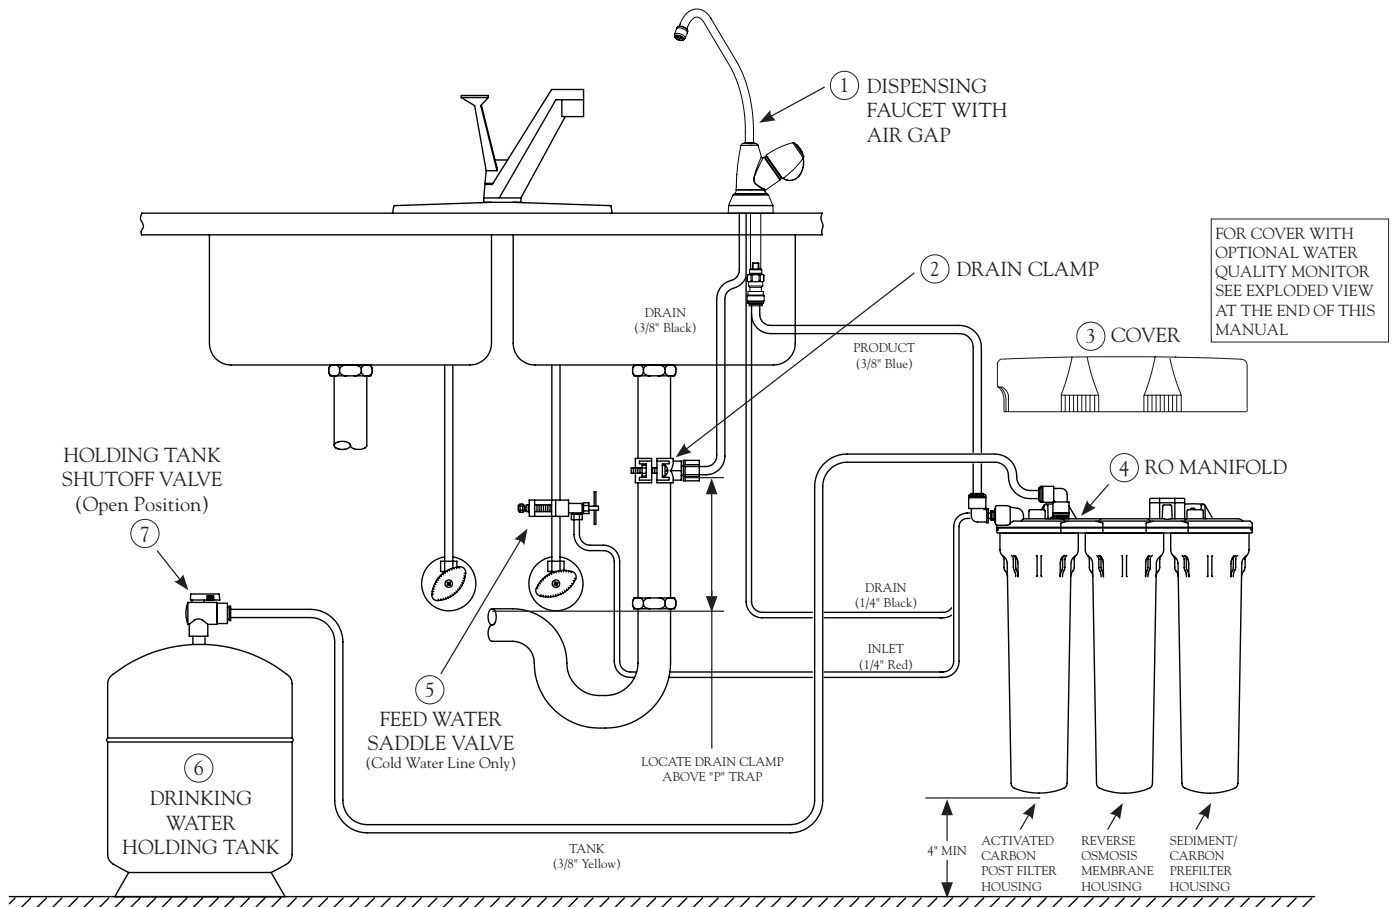 1 DISPENSING
FAUCET WITH
AIR GAP
FOR COVER WITH
OPTIONAL WATER
QUALITY MONITOR
SEE EXPLODED VIEW
AT THE END OF THIS
MANUAL
2 DRAIN CLAMP
DRAIN
(3/8" Black)
PRODUCT
(3/8" Blue)
3 COVER
HOLDING TANK
SHUTOFF VALVE
(Open Position)
7
4 RO MANIFOLD
DRAIN
(1/4" Black)
INLET
(1/4" Red)
5
FEED WATER
SADDLE VALVE
(Cold Water Line Only)
LOCATE DRAIN CLAMP
ABOVE "P" TRAP
6
DRINKING
WATER
HOLDING TANK
TANK
(3/8" Yellow)
4" MIN
ACTIVATED
CARBON
POST FILTER
HOUSING
REVERSE
OSMOSIS
MEMBRANE
HOUSING
SEDIMENT/
CARBON
PREFILTER
HOUSING